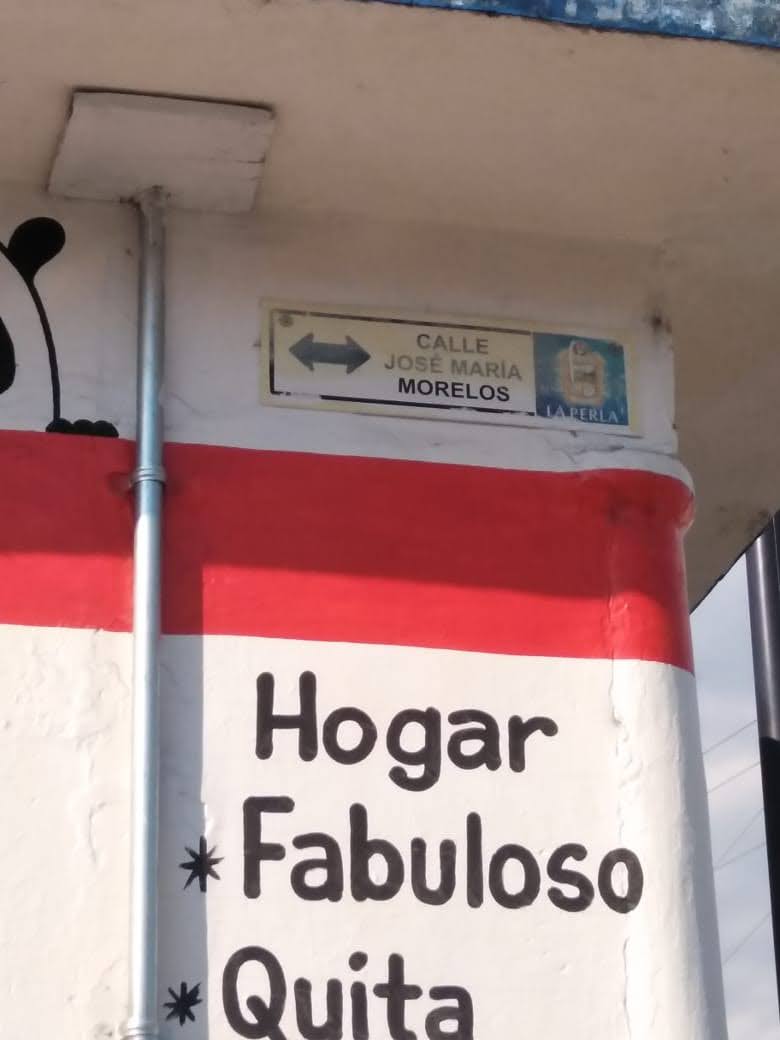 CALLE
JOSÉ MARÍA
MORELOS
LA PERLA
Hogar
* Fabuloso
* Quita